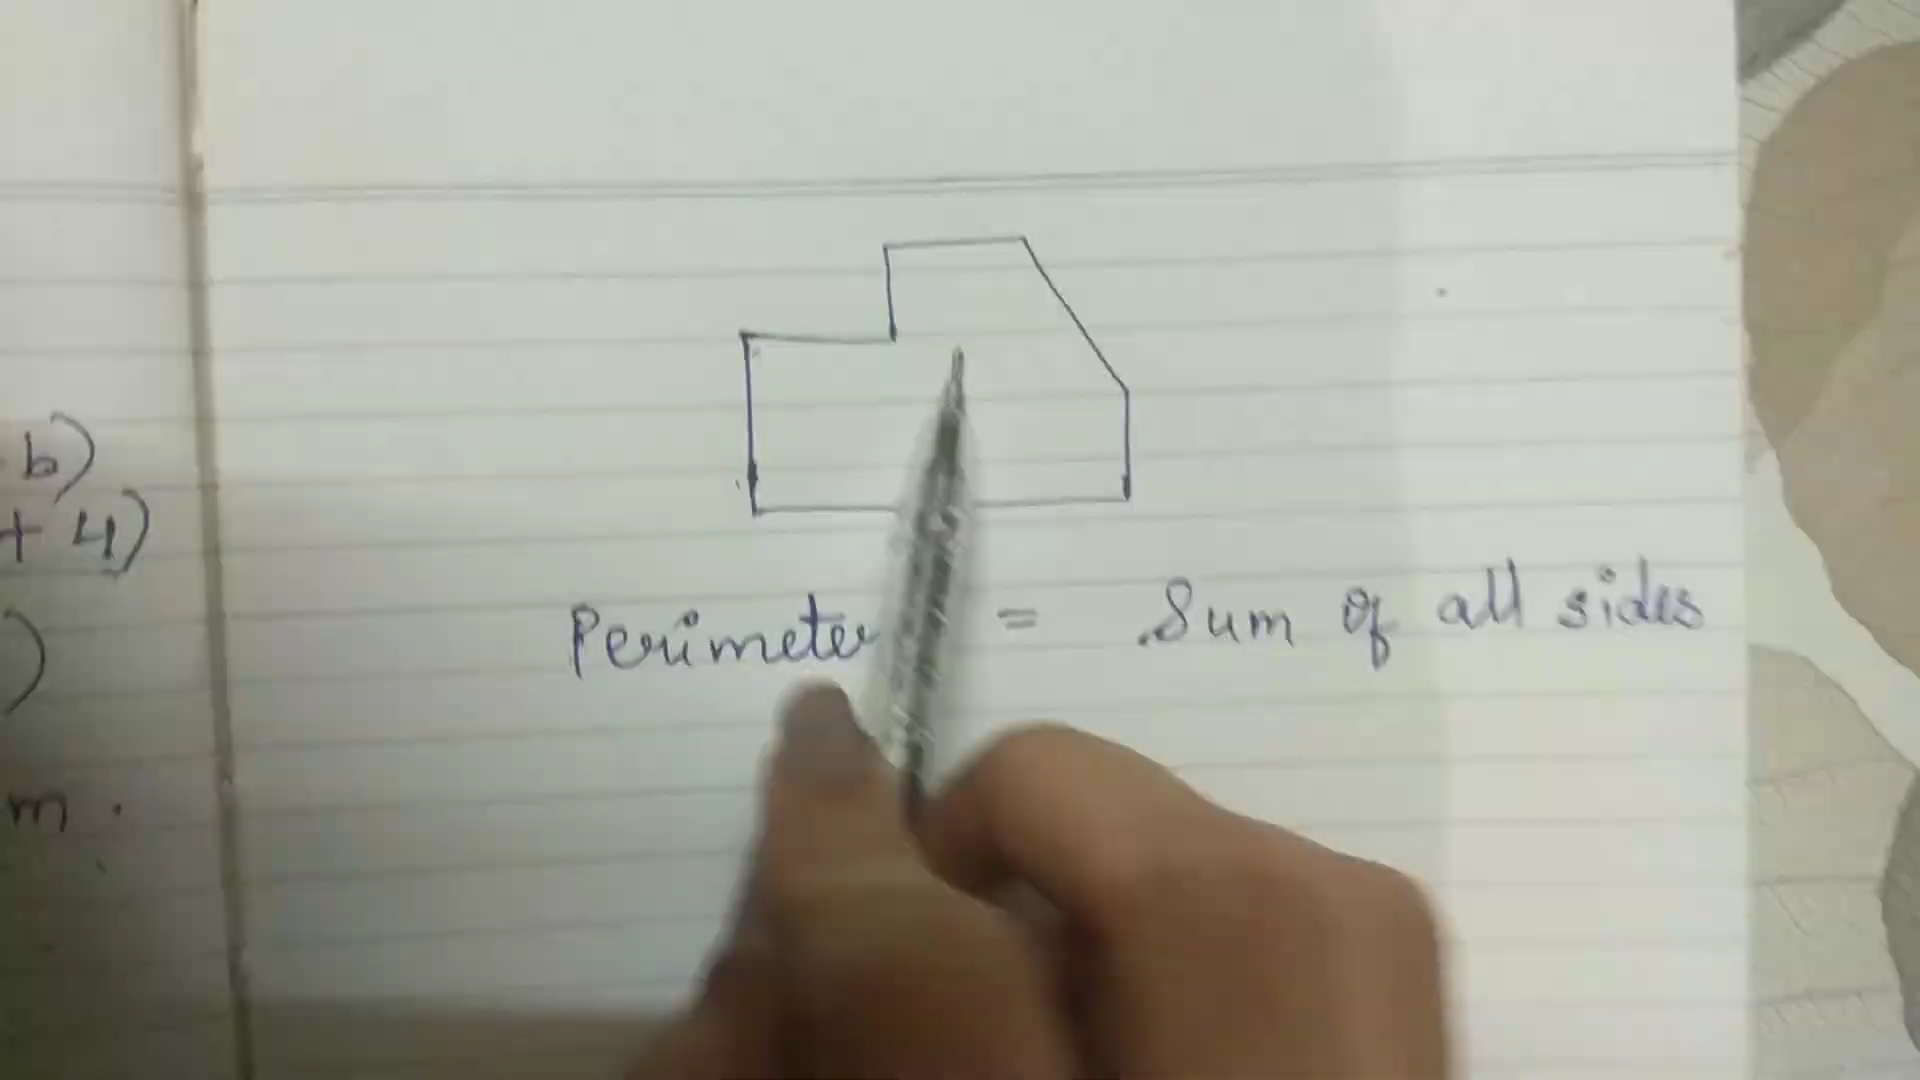 b)
+ 4)
)
m.
Perimeter = Sum of all sides